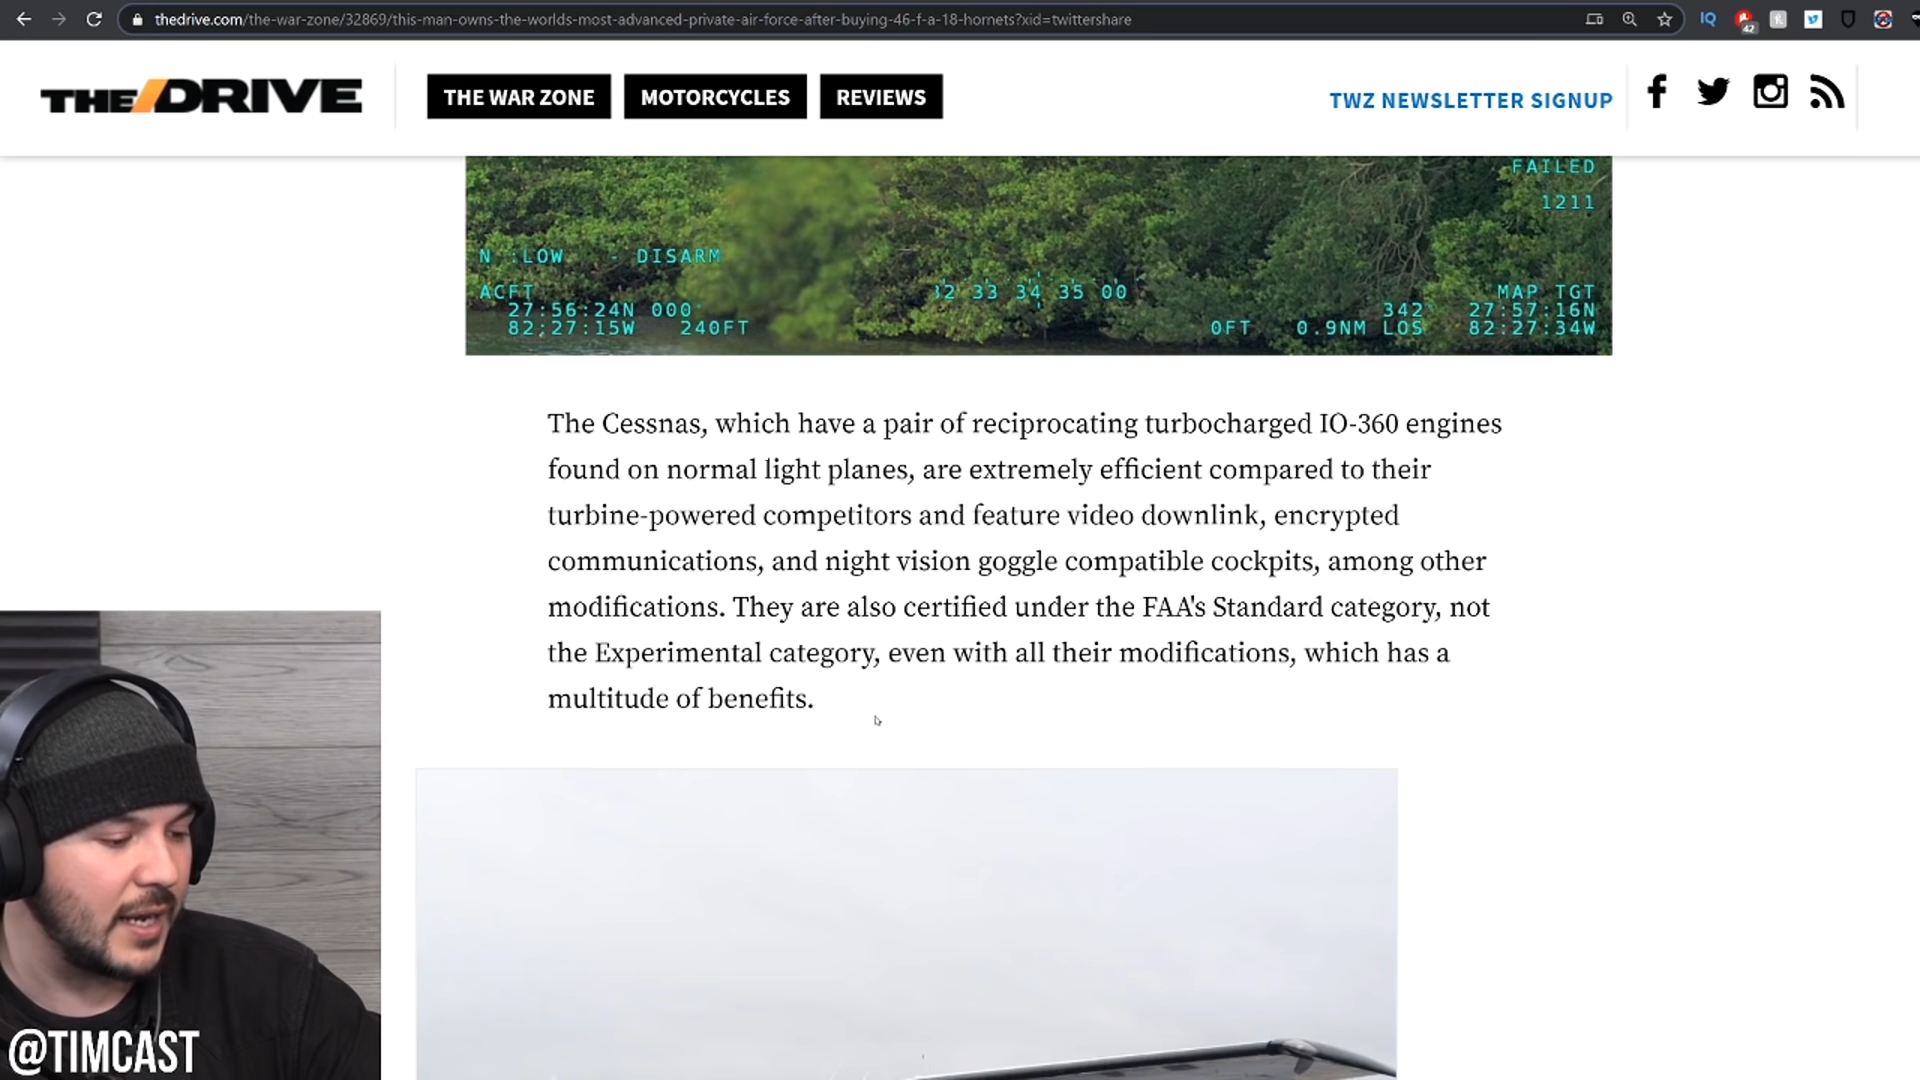 thedrive.com/the-war-zone/32869/this-man-owns-the-worlds-most-advanced-private-air-force-after-buying-46-f-a-18-hornets?xid=twittershare
IQ
42
THE DRIVE
THE WAR ZONE
MOTORCYCLES
REVIEWS
TWZ NEWSLETTER SIGNUP
FAILED
1211
N :LOW - DISARM
ACFT
32 33 34 35 00
MAP TGT
27:56:24N 000°
342° 27:57:16N
82:27:15W 240FT
0FT 0.9NM LOS 82:27:34W
The Cessnas, which have a pair of reciprocating turbocharged IO-360 engines
found on normal light planes, are extremely efficient compared to their
turbine-powered competitors and feature video downlink, encrypted
communications, and night vision goggle compatible cockpits, among other
modifications. They are also certified under the FAA's Standard category, not
the Experimental category, even with all their modifications, which has a
multitude of benefits.
@TIMCAST